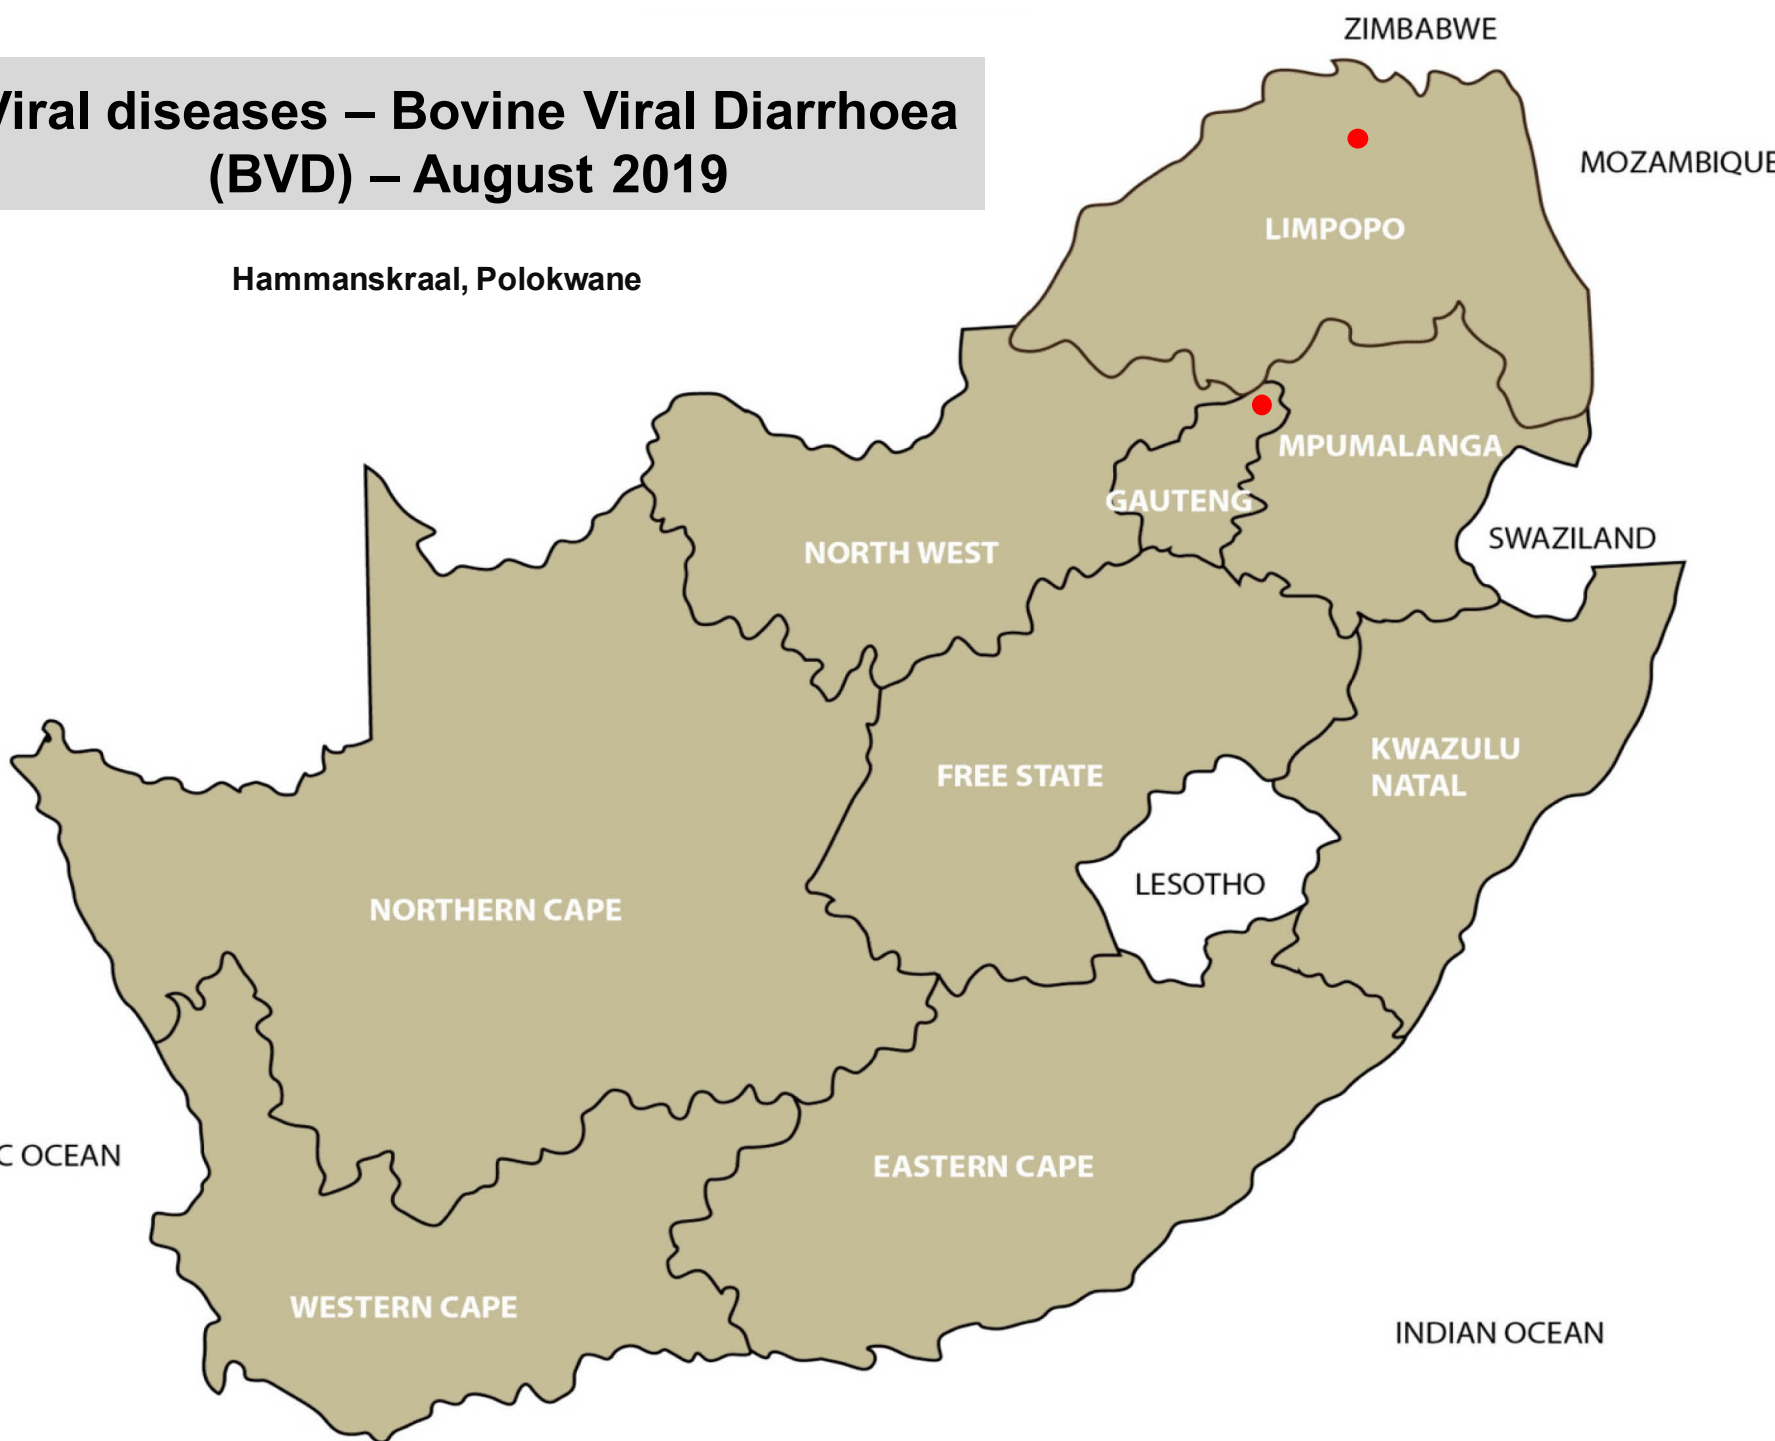 ZIMBABWE
Viral diseases – Bovine Viral Diarrhoea
(BVD) – August 2019
MOZAMBIQUE
LIMPOPO
Hammanskraal, Polokwane
MPUMALANGA
GAUTENG
SWAZILAND
NORTH WEST
KWAZULU
NATAL
FREE STATE
LESOTHO
NORTHERN CAPE
C OCEAN
EASTERN CAPE
WESTERN CAPE
INDIAN OCEAN